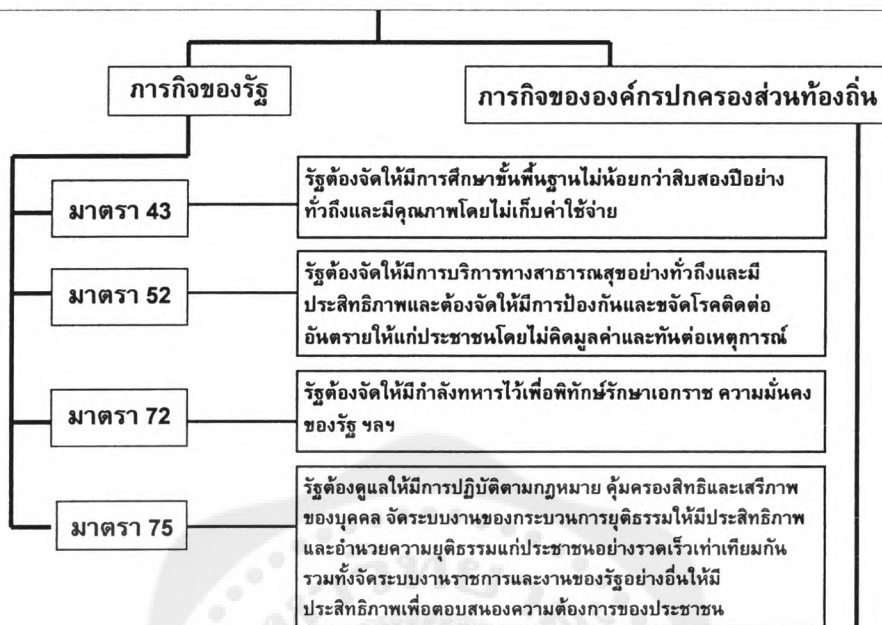 ภารกิจของรัฐ
ภารกิจขององค์กรปกครองส่วนท้องถิ่น
มาตรา 43
รัฐต้องจัดให้มีการศึกษาขั้นพื้นฐานไม่น้อยกว่าสิบสองปีอย่าง
ทั่วถึงและมีคุณภาพโดยไม่เก็บค่าใช้จ่าย
มาตรา 52
รัฐต้องจัดให้มีการบริการทางสาธารณสุขอย่างทั่วถึงและมี
ประสิทธิภาพและต้องจัดให้มีการป้องกันและขจัดโรคติดต่อ
อันตรายให้แก่ประชาชนโดยไม่คิดมูลค่าและทันต่อเหตุการณ์
มาตรา 72
รัฐต้องจัดให้มีกำลังทหารไว้เพื่อพิทักษ์รักษาเอกราช ความมั่นคง
ของรัฐ ฯลฯ
มาตรา 75
รัฐต้องดูแลให้มีการปฏิบัติตามกฎหมาย คุ้มครองสิทธิและเสรีภาพ
ของบุคคล จัดระบบงานของกระบวนการยุติธรรมให้มีประสิทธิภาพ
และอำนวยความยุติธรรมแก่ประชาชนอย่างรวดเร็วเท่าเทียมกัน
รวมทั้งจัดระบบงานราชการและงานของรัฐอย่างอื่นให้มี
ประสิทธิภาพเพื่อตอบสนองความต้องการของประชาชน